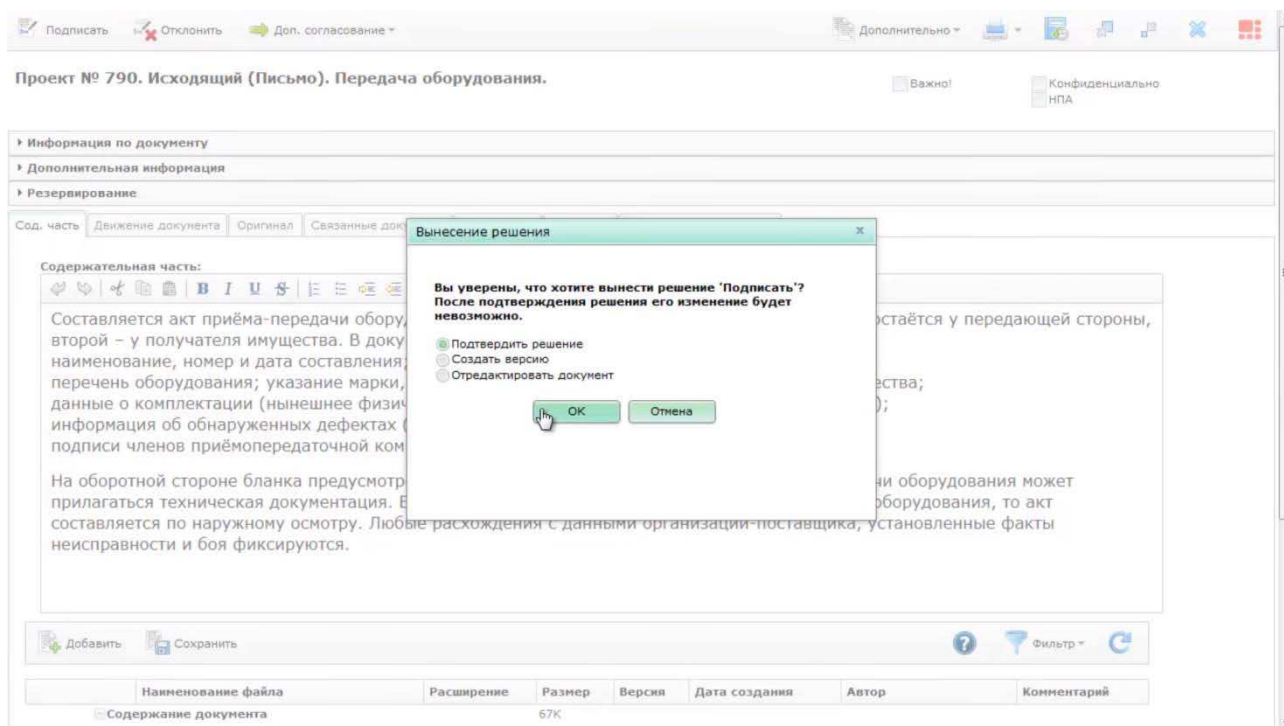 Подписать Отклонить Доп. согласование Дополнительно
Проект № 790. Исходящий (Письмо). Передача оборудования.
Важно! Конфиденциально
НПА
Информация по документу
Дополнительная информация
Резервирование
Сод. часть Движение документа Оригинал Связанные док
Вынесение решения x
Содержательная часть:
B I U S
Вы уверены, что хотите вынести решение 'Подписать'?
После подтверждения решения его изменение будет
невозможно.
Подтвердить решение
Создать версию
Отредактировать документ
ОК Отмена
Составляется акт приёма-передачи обору остаётся у передающей стороны,
второй – у получателя имущества. В доку
наименование, номер и дата составления;
перечень оборудования; указание марки, ества;
данные о комплектации (нынешнее физич );
информация об обнаруженных дефектах (
подписи членов приёмопередаточной ком
На оборотной стороне бланка предусмотр чи оборудования может
прилагаться техническая документация. оборудования, то акт
составляется по наружному осмотру. Любые расхождения с данными организации-поставщика, установленные факты
неисправности и боя фиксируются.
Добавить Сохранить ? Фильтр
Наименование файла Расширение Размер Версия Дата создания Автор Комментарий
Содержание документа 67K